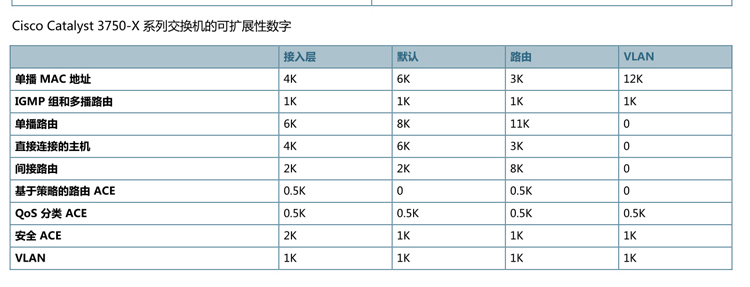 Cisco Catalyst 3750-X 系列交换机的可扩展性数字
接入层 默认 路由 VLAN
单播 MAC 地址 4K 6K 3K 12K
IGMP 组和多播路由 1K 1K 1K 1K
单播路由 6K 8K 11K 0
直接连接的主机 4K 6K 3K 0
间接路由 2K 2K 8K 0
基于策略的路由 ACE 0.5K 0 0.5K 0
QoS 分类 ACE 0.5K 0.5K 0.5K 0.5K
安全 ACE 2K 1K 1K 1K
VLAN 1K 1K 1K 1K